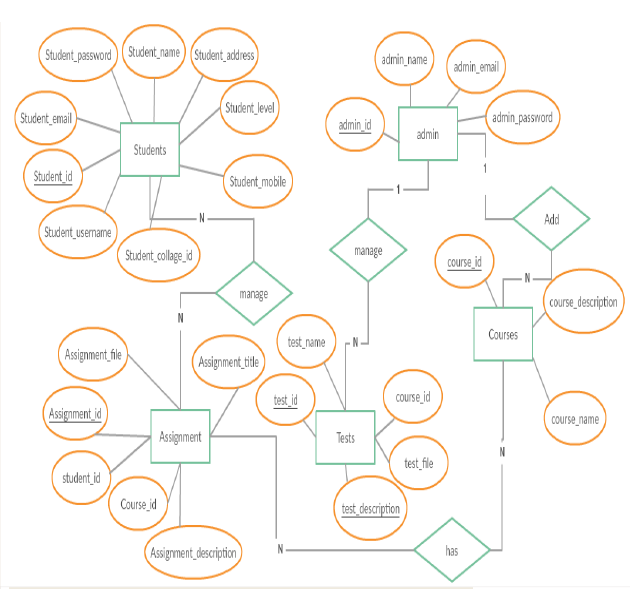 Student_password
Student_name
Student_address
Student_email
Student_level
Students
Student_id
Student_mobile
Student_username
Student_collage_id
N
manage
N
admin_name
admin_email
admin_id
admin_password
admin
1
1
manage
Add
N
course_id
N
course_description
Courses
course_name
test_name
test_id
course_id
Tests
test_file
test_description
Assignment_file
Assignment_title
Assignment_id
Assignment
student_id
Course_id
Assignment_description
N
N
has